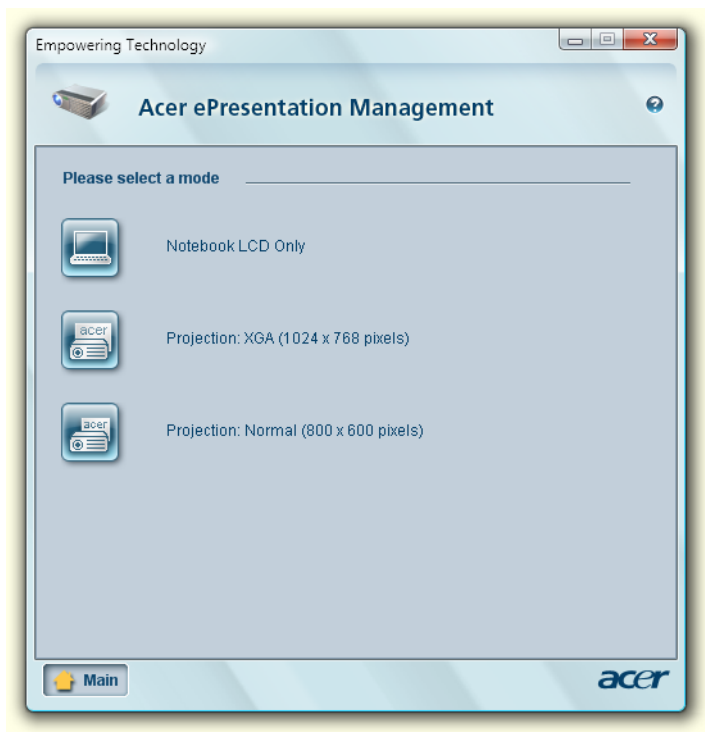 Empowering Technology
Acer ePresentation Management
Please select a mode
Notebook LCD Only
acer
Projection: XGA (1024 x 768 pixels)
acer
Projection: Normal (800 x 600 pixels)
Main
acer